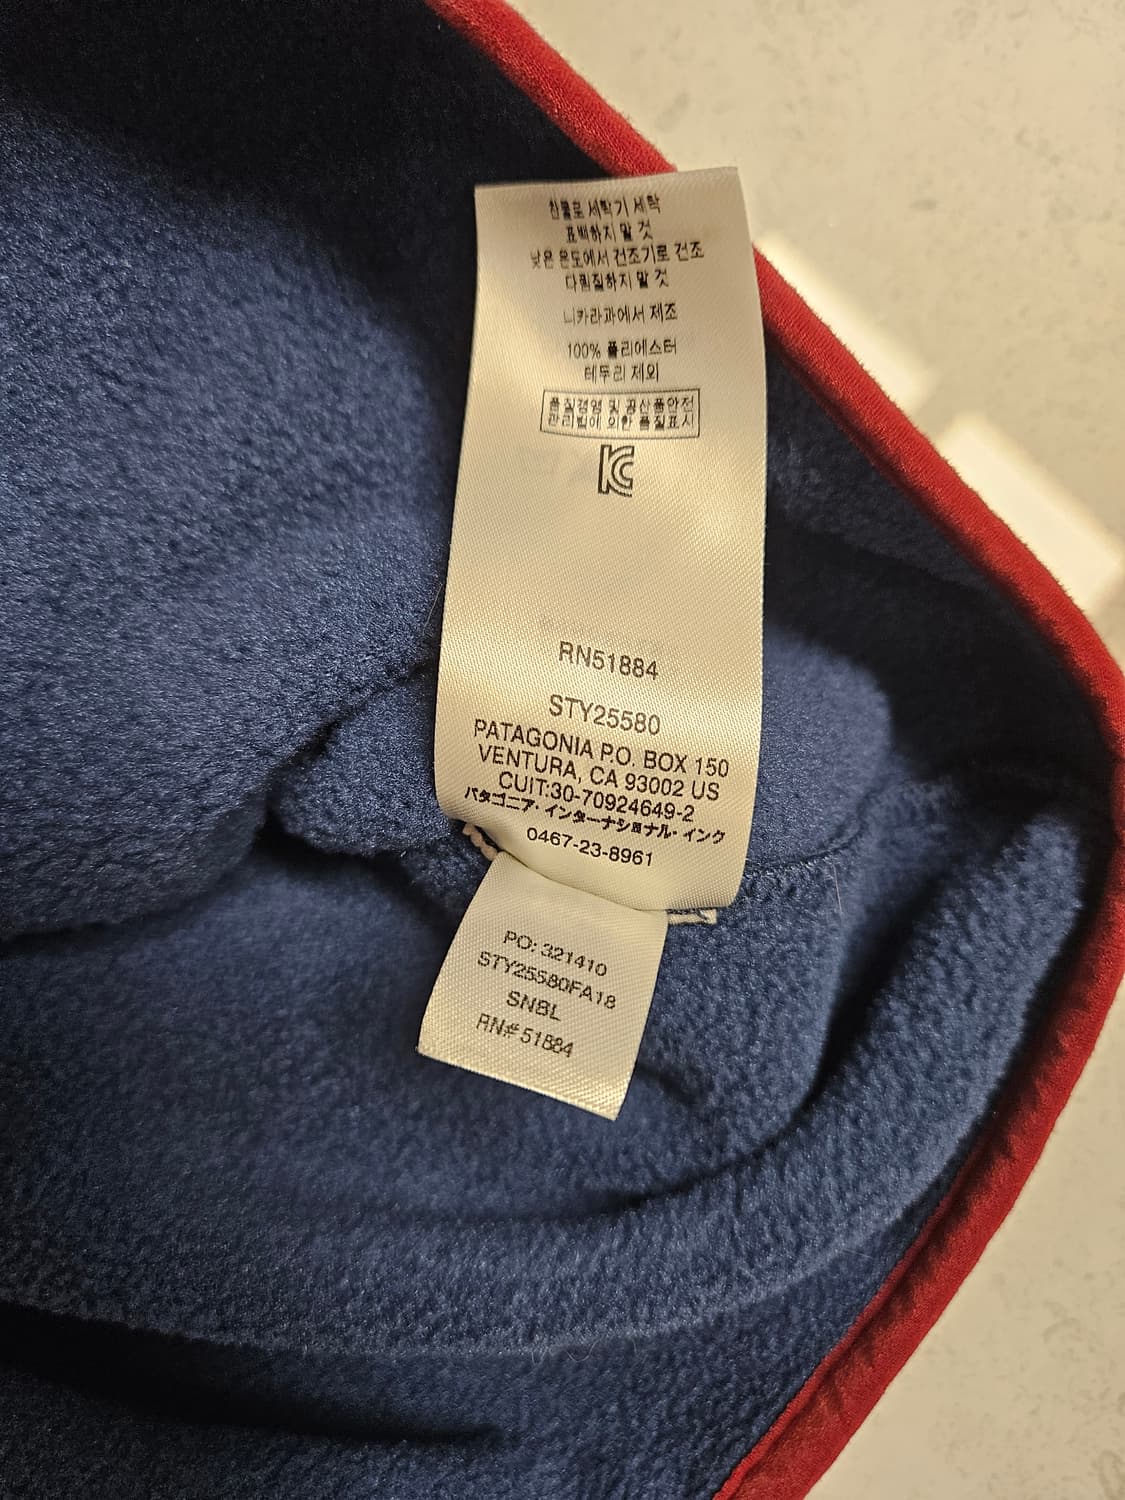 찬물로 세탁기 세탁
표백하지 말 것
낮은 온도에서 건조기로 건조
다림질하지 말 것
니카라과에서 제조
100% 폴리에스터
테두리 제외
품질경영 및 공산품안전
관리법에 의한 품질표시
RN51884
STY25580
PATAGONIA P.O. BOX 150
VENTURA, CA 93002 US
CUIT:30-70924649-2
パタゴニア・インターナショナル・インク
0467-23-8961
PO: 321410
STY25580FA18
SNBL
RN# 51884